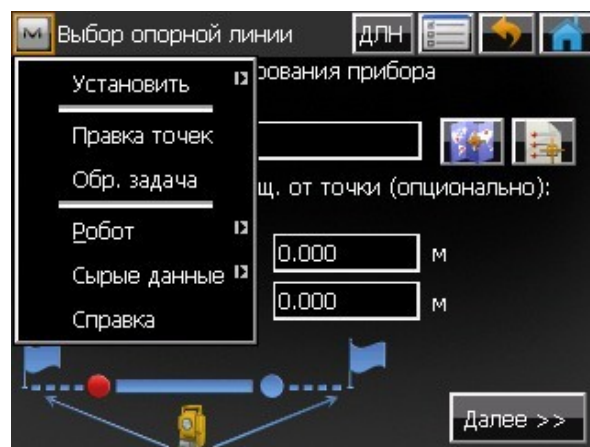 M Выбор опорной линии ДЛН
рования прибора
Установить
Правка точек
Обр. задача
щ. от точки (опционально):
Робот
0.000 м
Сырые данные
0.000 м
Справка
Далее >>